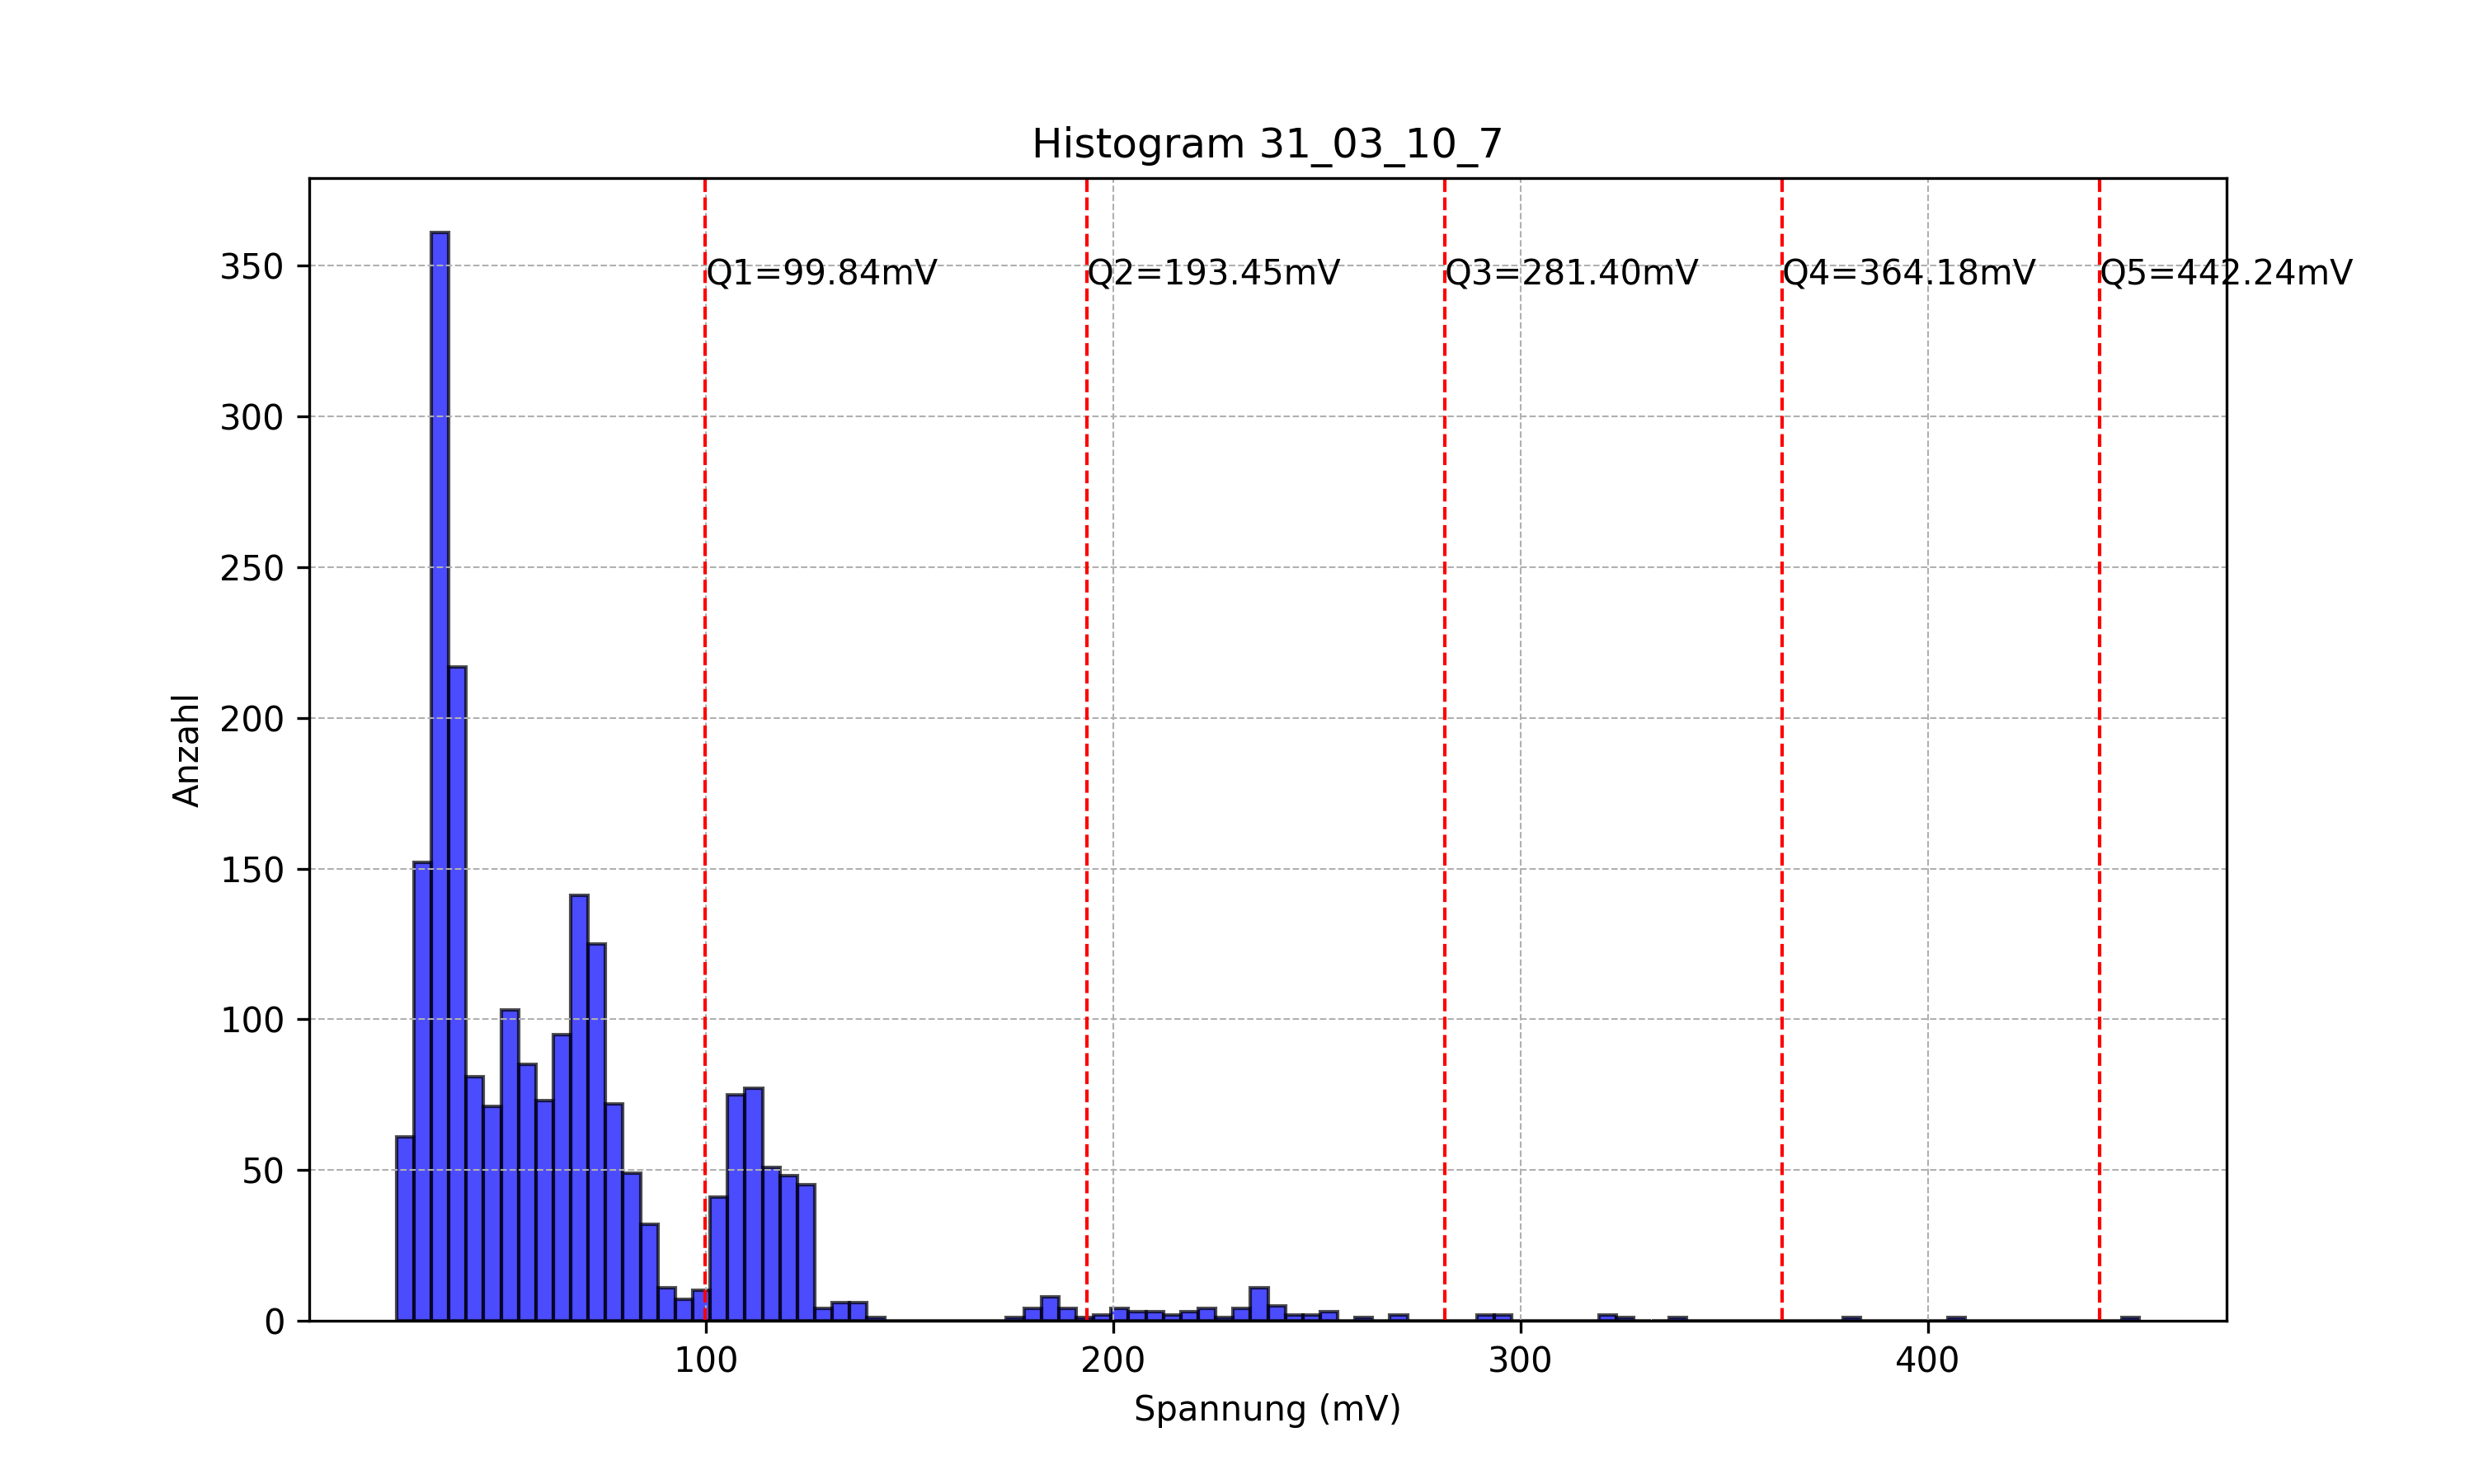 Histogram 31_03_10_7
Q1=99.84mV
Q2=193.45mV
Q3=281.40mV
Q4=364.18mV
Q5=442.24mV
350
300
250
200
150
100
50
0
Anzahl
100
200
300
400
Spannung (mV)